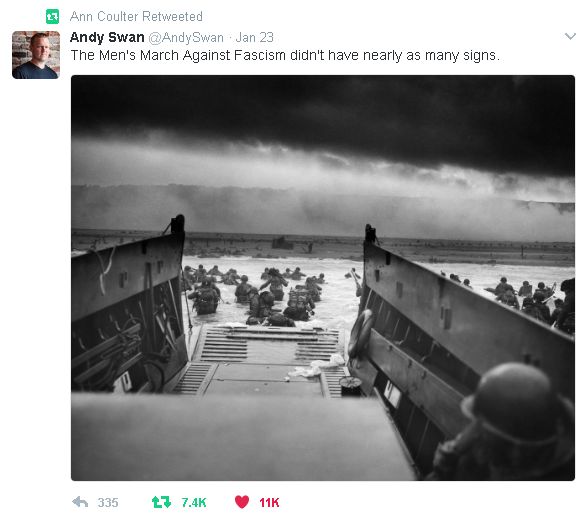 Ann Coulter Retweeted
Andy Swan @AndySwan · Jan 23
The Men's March Against Fascism didn't have nearly as many signs.
335 7.4K 11K